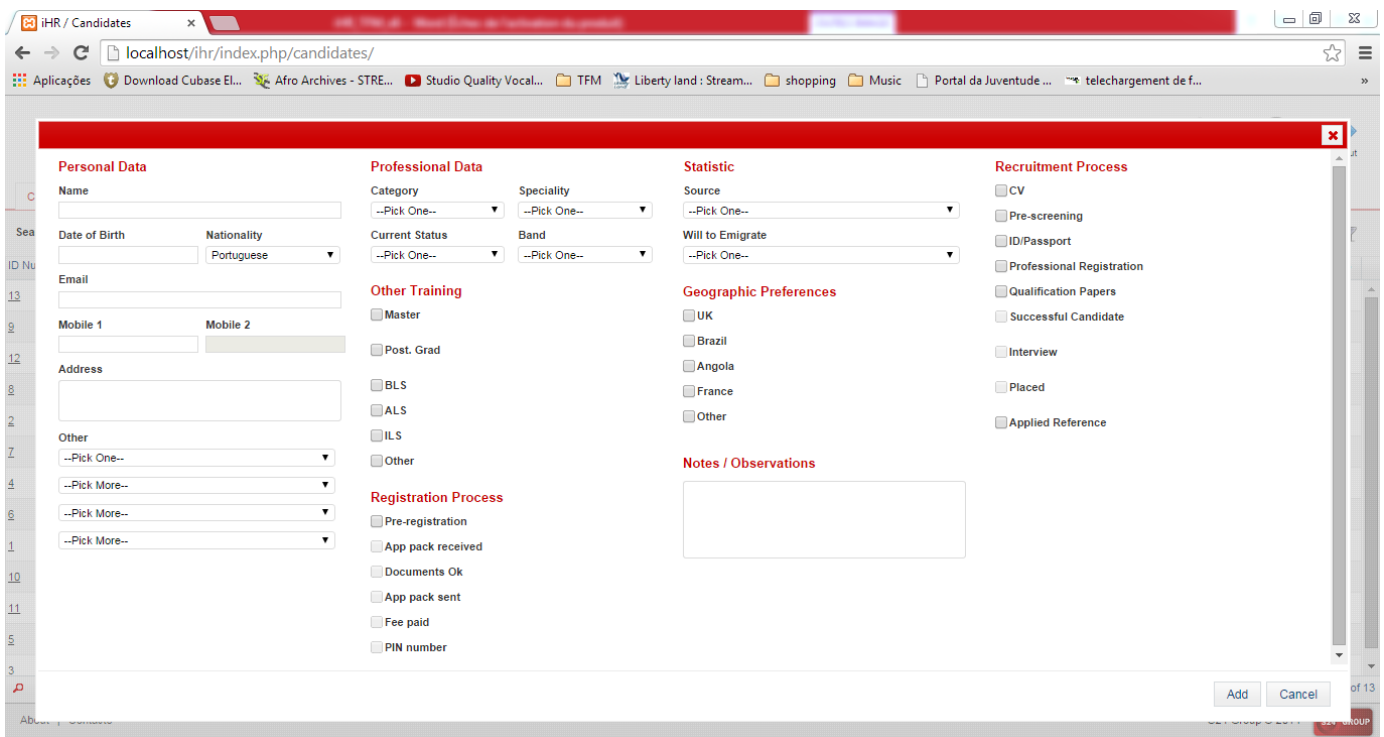 iHR / Candidates
localhost/ihr/index.php/candidates/
Aplicações Download Cubase El... Afro Archives - STRE... Studio Quality Vocal... TFM Liberty land : Stream... shopping Music Portal da Juventude ... telechargement de f... »
Personal Data
Name
Date of Birth Nationality
Portuguese
Email
Mobile 1 Mobile 2
Address
Other
--Pick One--
--Pick More--
--Pick More--
--Pick More--
Professional Data
Category Speciality
--Pick One-- --Pick One--
Current Status Band
--Pick One-- --Pick One--
Other Training
Master
Post. Grad
BLS
ALS
ILS
Other
Registration Process
Pre-registration
App pack received
Documents Ok
App pack sent
Fee paid
PIN number
Statistic
Source
--Pick One--
Will to Emigrate
--Pick One--
Geographic Preferences
UK
Brazil
Angola
France
Other
Notes / Observations
Recruitment Process
CV
Pre-screening
ID/Passport
Professional Registration
Qualification Papers
Successful Candidate
Interview
Placed
Applied Reference
Add Cancel
Sea
ID Nu
13
9
12
8
2
7
4
6
1
10
11
5
3
of 13